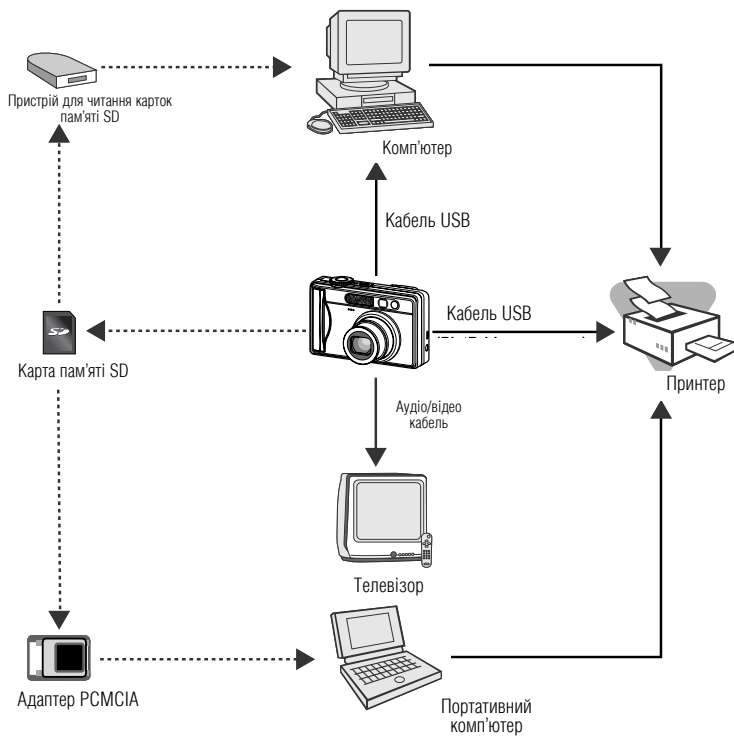 Пристрій для читання карток
пам'яті SD
Комп'ютер
Кабель USB
Кабель USB
Карта пам'яті SD
Принтер
Аудіо/відео
кабель
Телевізор
Адаптер PCMCIA
Портативний
комп'ютер